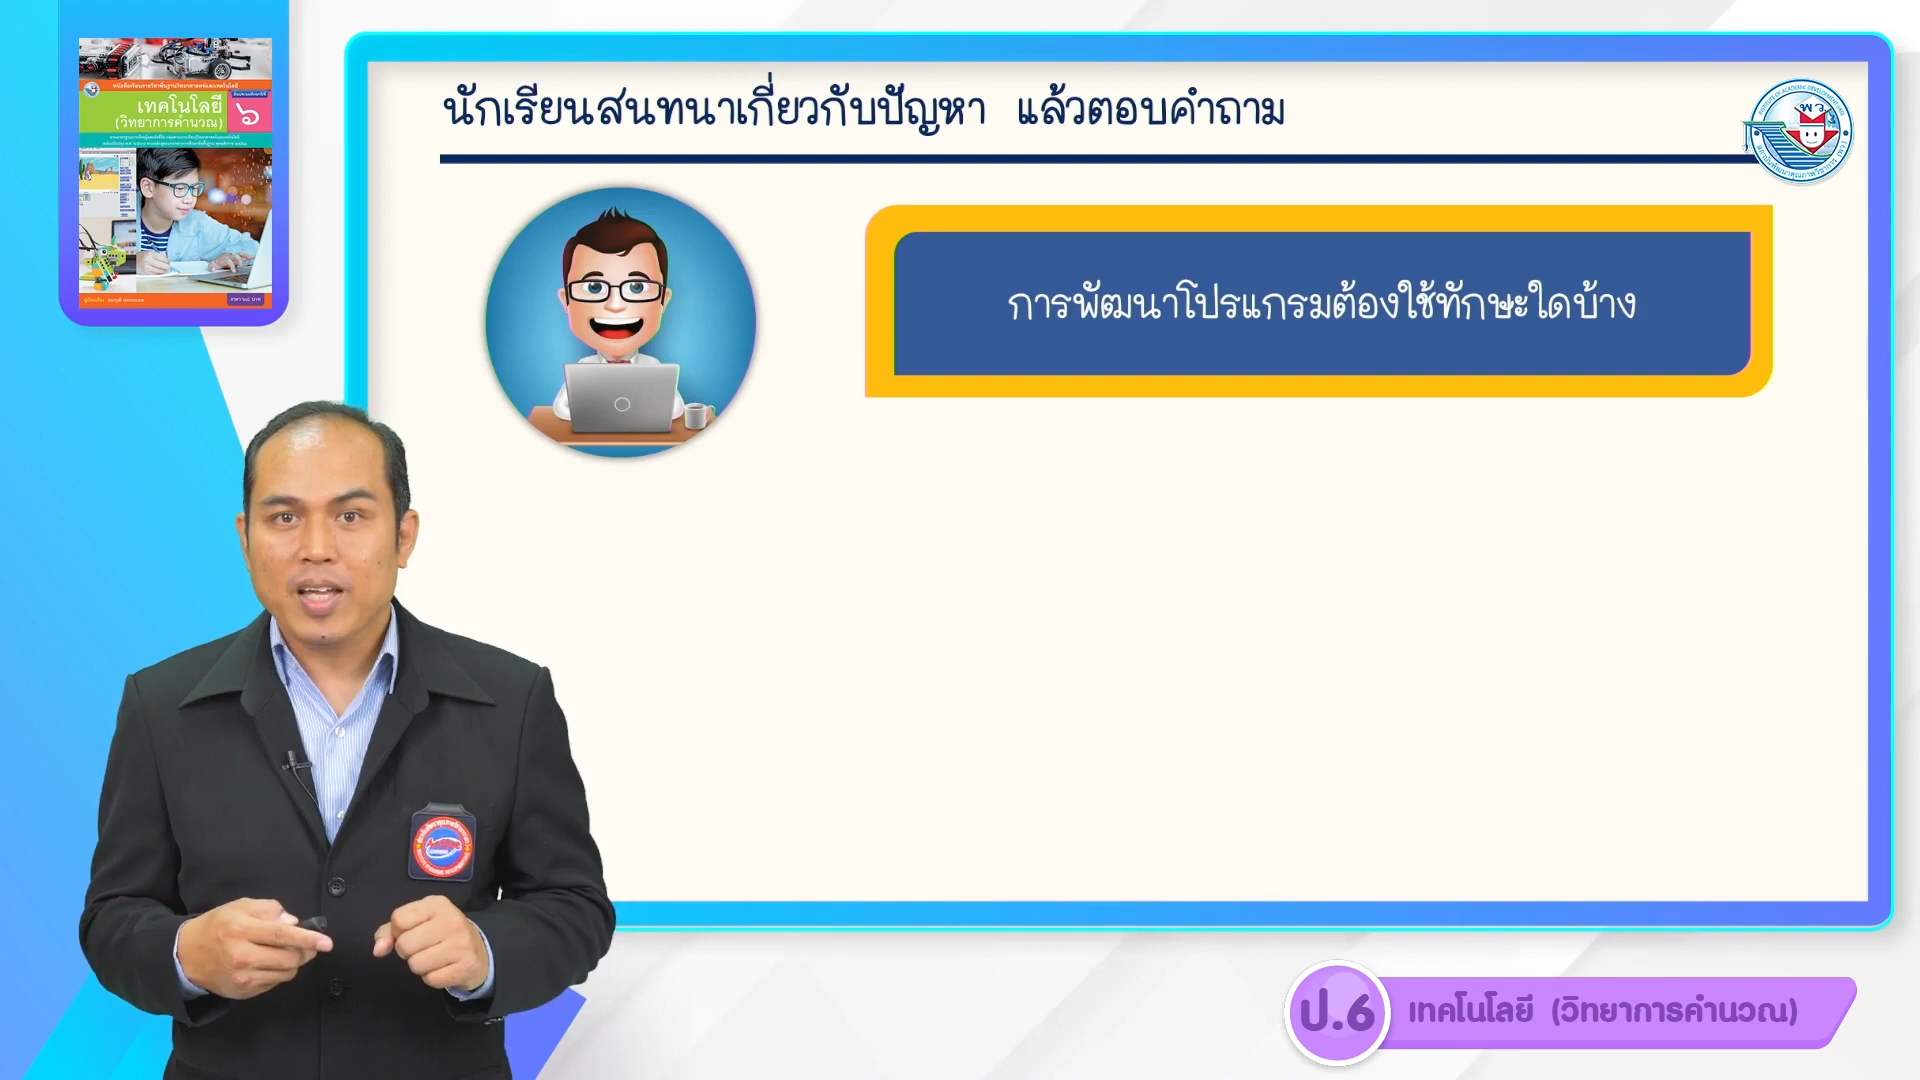 นักเรียนสนทนาเกี่ยวกับปัญหา แล้วตอบคำถาม
การพัฒนาโปรแกรมต้องใช้ทักษะใดบ้าง
เทคโนโลยี
(วิทยาการคำนวณ)
๖
ป.6
เทคโนโลยี (วิทยาการคำนวณ)